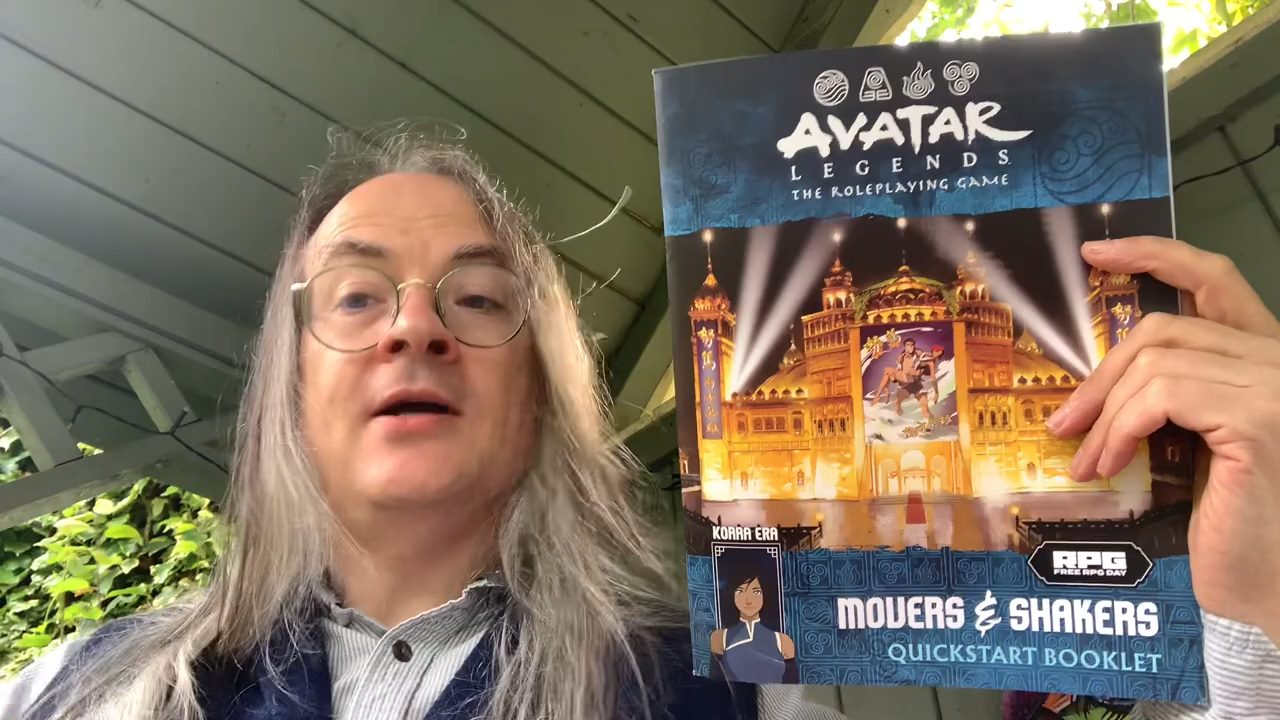 AVATAR
LEGENDS
THE ROLEPLAYING GAME
KORRA ERA
RPG
FREE RPG DAY
MOVERS & SHAKERS
QUICKSTART BOOKLET